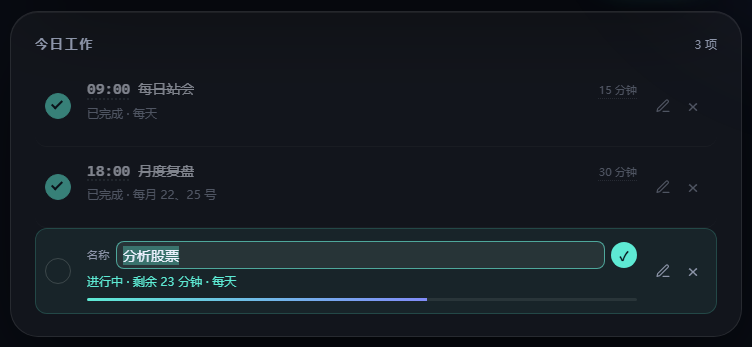 今日工作 3 项
09:00 每日站会 15 分钟
已完成 · 每天
18:00 月度复盘 30 分钟
已完成 · 每月 22、25 号
名称 分析股票
进行中 · 剩余 23 分钟 · 每天